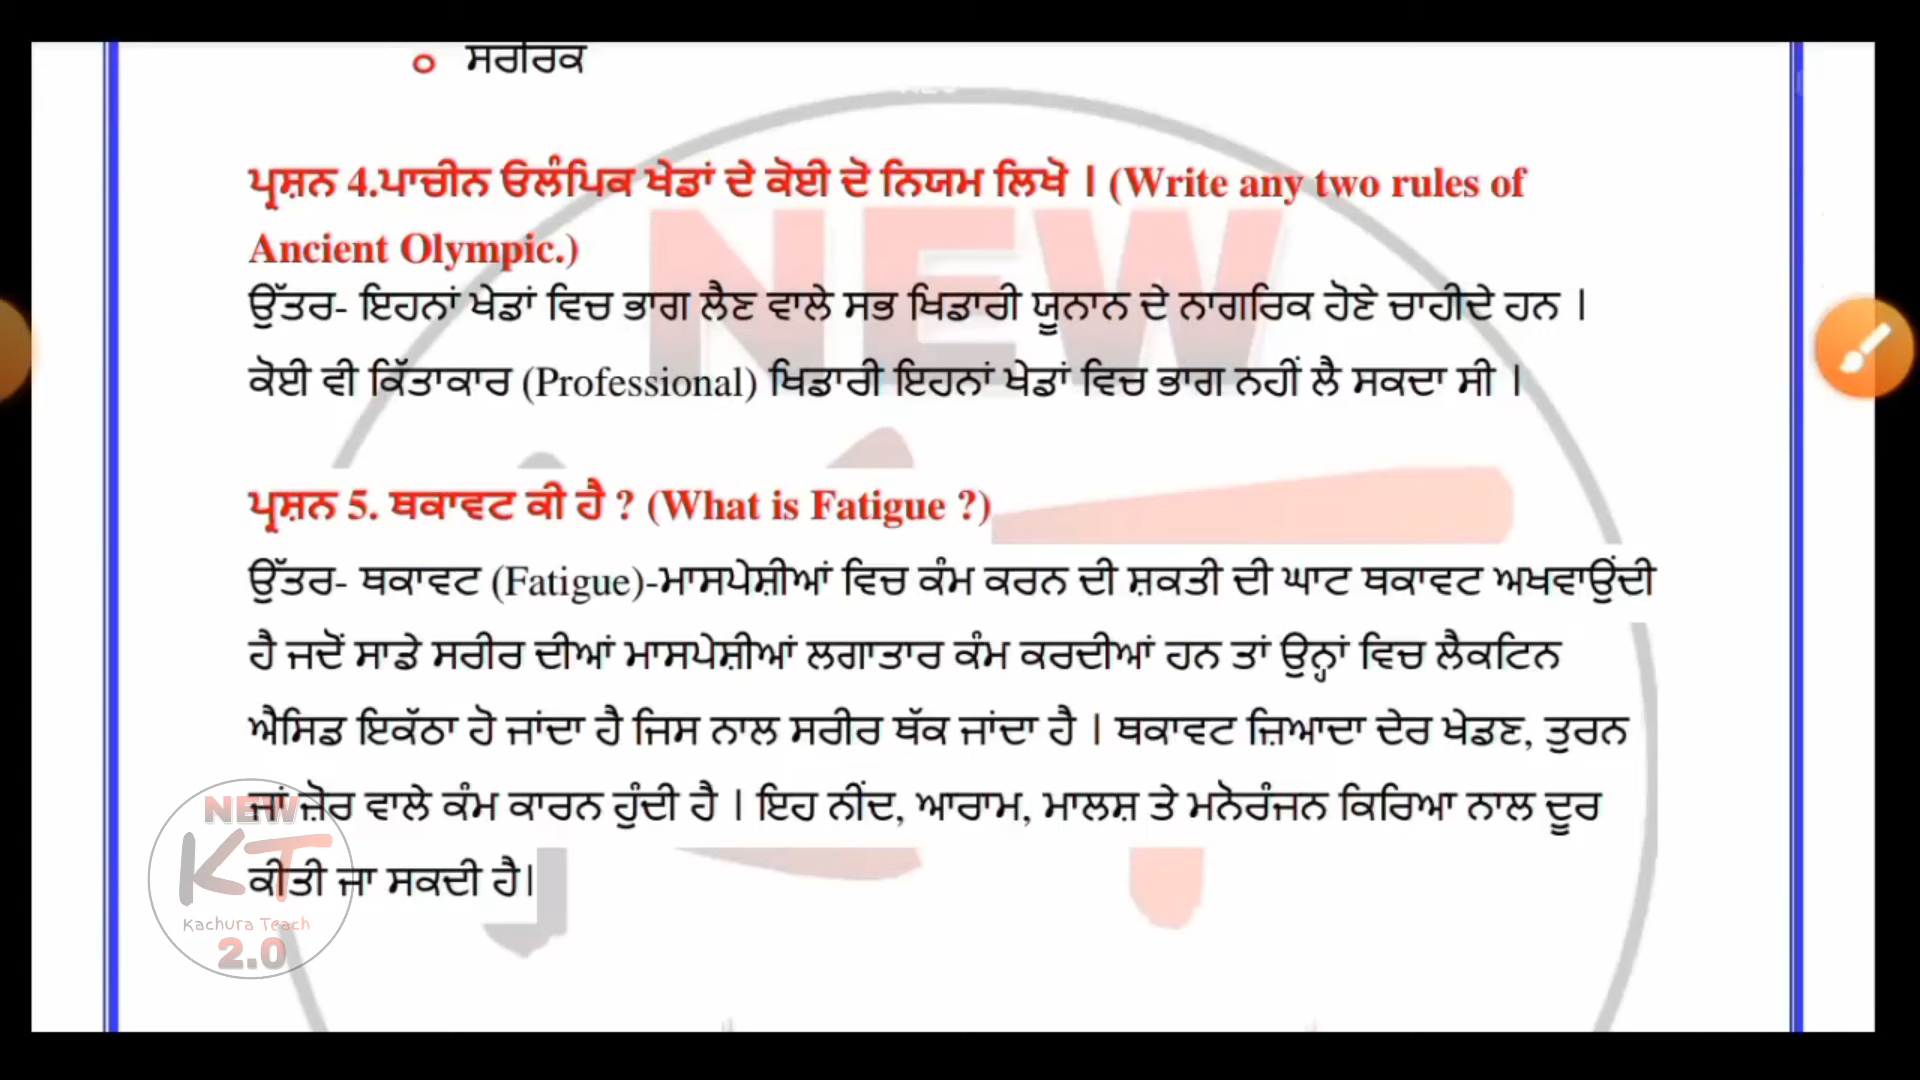 o ਸਰੀਰਿਕ
ਪ੍ਰਸ਼ਨ 4.ਪਾਚੀਨ ਓਲੰਪਿਕ ਖੇਡਾਂ ਦੇ ਕੋਈ ਦੋ ਨਿਯਮ ਲਿਖੋ । (Write any two rules of
Ancient Olympic.)
ਉੱਤਰ- ਇਹਨਾਂ ਖੇਡਾਂ ਵਿਚ ਭਾਗ ਲੈਣ ਵਾਲੇ ਸਭ ਖਿਡਾਰੀ ਯੂਨਾਨ ਦੇ ਨਾਗਰਿਕ ਹੋਣੇ ਚਾਹੀਦੇ ਹਨ ।
ਕੋਈ ਵੀ ਕਿੱਤਾਕਾਰ (Professional) ਖਿਡਾਰੀ ਇਹਨਾਂ ਖੇਡਾਂ ਵਿਚ ਭਾਗ ਨਹੀਂ ਲੈ ਸਕਦਾ ਸੀ ।
ਪ੍ਰਸ਼ਨ 5. ਥਕਾਵਟ ਕੀ ਹੈ ? (What is Fatigue ?)
ਉੱਤਰ- ਥਕਾਵਟ (Fatigue)-ਮਾਸਪੇਸ਼ੀਆਂ ਵਿਚ ਕੰਮ ਕਰਨ ਦੀ ਸ਼ਕਤੀ ਦੀ ਘਾਟ ਥਕਾਵਟ ਅਖਵਾਉਂਦੀ
ਹੈ ਜਦੋਂ ਸਾਡੇ ਸਰੀਰ ਦੀਆਂ ਮਾਸਪੇਸ਼ੀਆਂ ਲਗਾਤਾਰ ਕੰਮ ਕਰਦੀਆਂ ਹਨ ਤਾਂ ਉਨ੍ਹਾਂ ਵਿਚ ਲੈਕਟਿਨ
ਐਸਿਡ ਇਕੱਠਾ ਹੋ ਜਾਂਦਾ ਹੈ ਜਿਸ ਨਾਲ ਸਰੀਰ ਥੱਕ ਜਾਂਦਾ ਹੈ । ਥਕਾਵਟ ਜ਼ਿਆਦਾ ਦੇਰ ਖੇਡਣ, ਤੁਰਨ
ਜਾਂ ਜ਼ੋਰ ਵਾਲੇ ਕੰਮ ਕਾਰਨ ਹੁੰਦੀ ਹੈ । ਇਹ ਨੀਂਦ, ਆਰਾਮ, ਮਾਲਸ਼ ਤੇ ਮਨੋਰੰਜਨ ਕਿਰਿਆ ਨਾਲ ਦੂਰ
ਕੀਤੀ ਜਾ ਸਕਦੀ ਹੈ।
NEW
NEW
KT
Kachura Teach
2.0